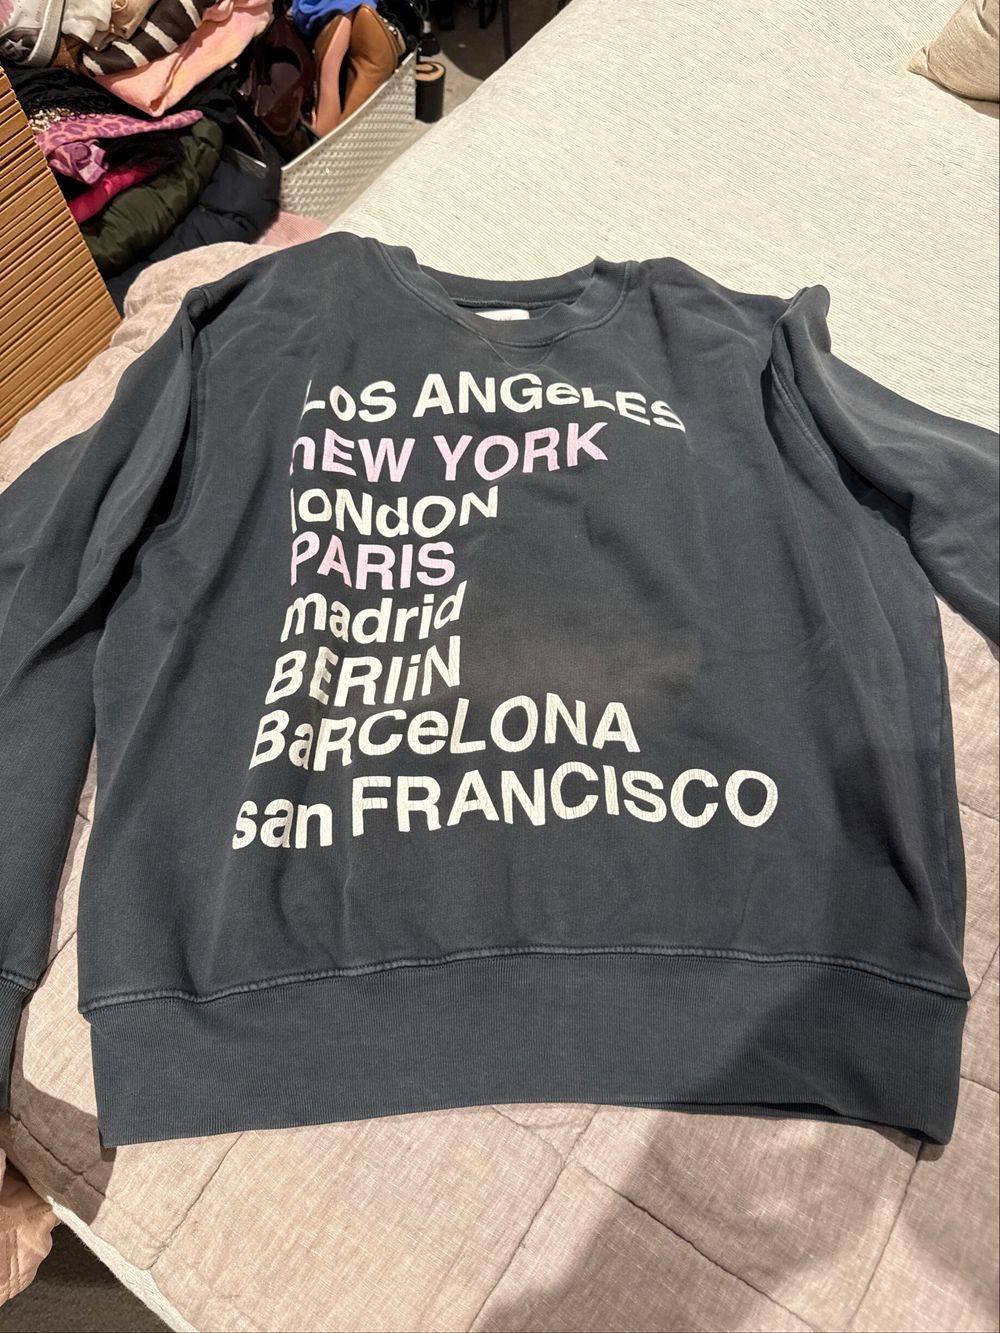 LOS ANGeLES
nEW YORK
loNdON
PARIS
madrid
BERliN
BaRCeLONA
san FRANCISCO